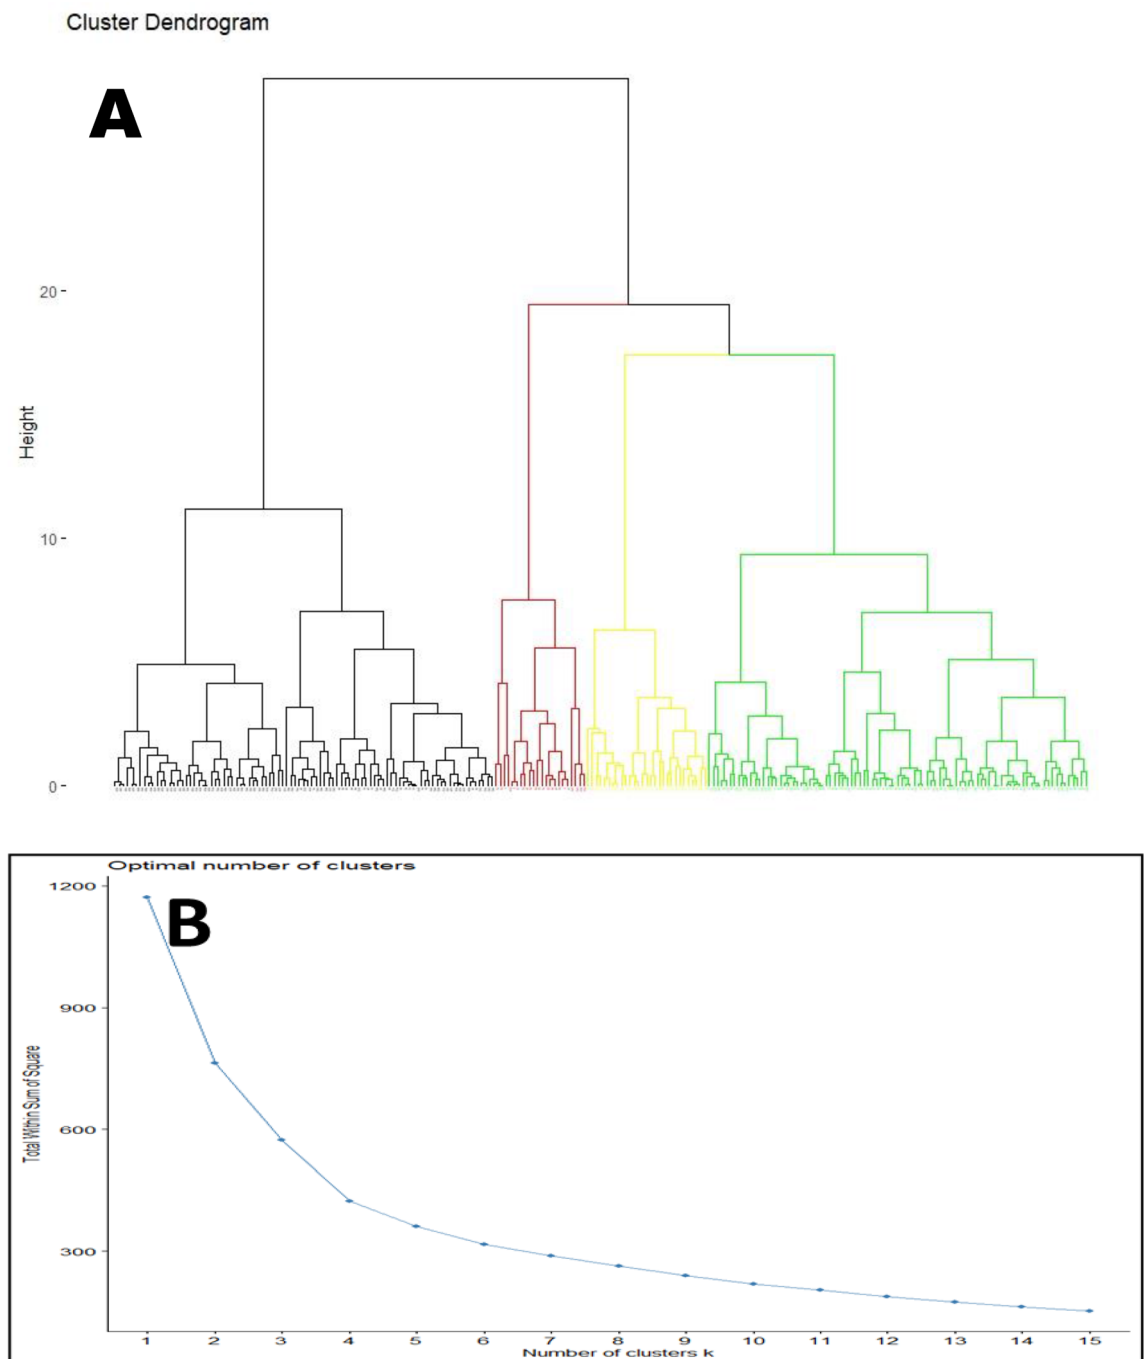 Cluster Dendrogram
A
20
Height
10
0
Optimal number of clusters
1200
B
900
Total Within Sum of Square
600
300
1 2 3 4 5 6 7 8 9 10 11 12 13 14 15
Number of clusters k